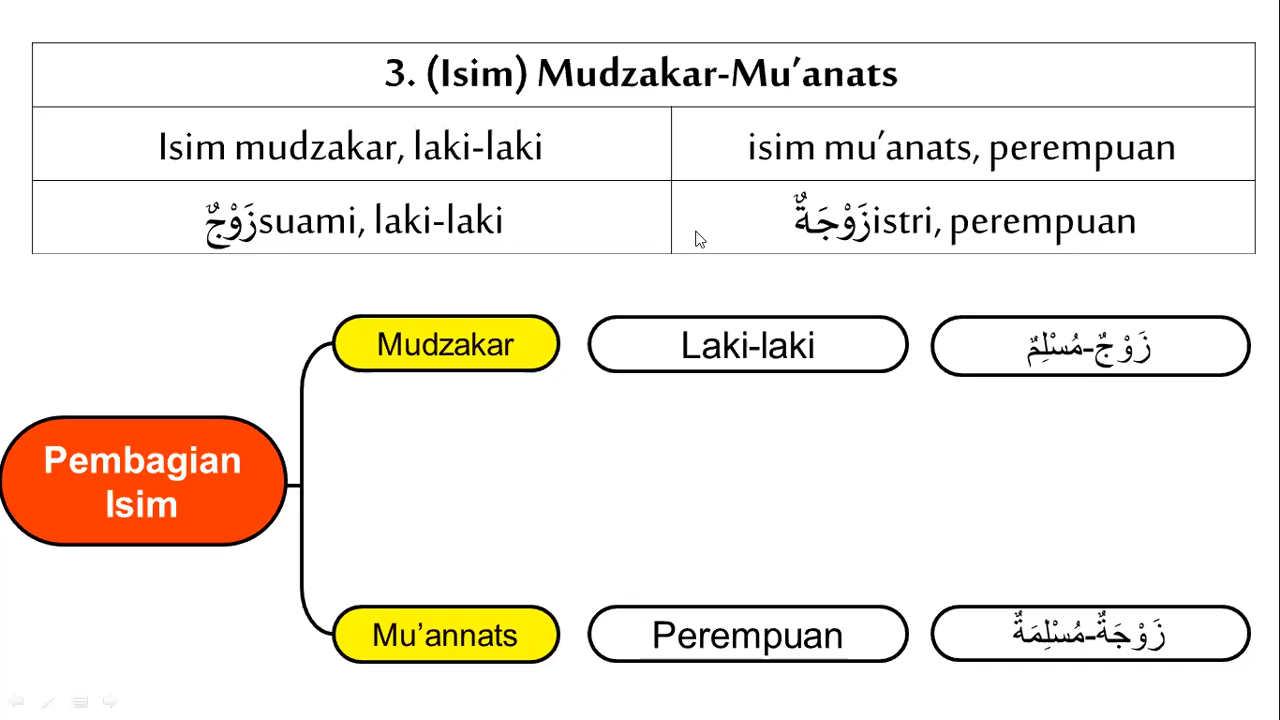 3. (Isim) Mudzakar-Mu’anats
Isim mudzakar, laki-laki
isim mu’anats, perempuan
زَوْجٌ suami, laki-laki
زَوْجَةٌ istri, perempuan
Mudzakar
Laki-laki
زَوْجٌ-مُسْلِمٌ
Pembagian
Isim
Mu’annats
Perempuan
زَوْجَةٌ-مُسْلِمَةٌ